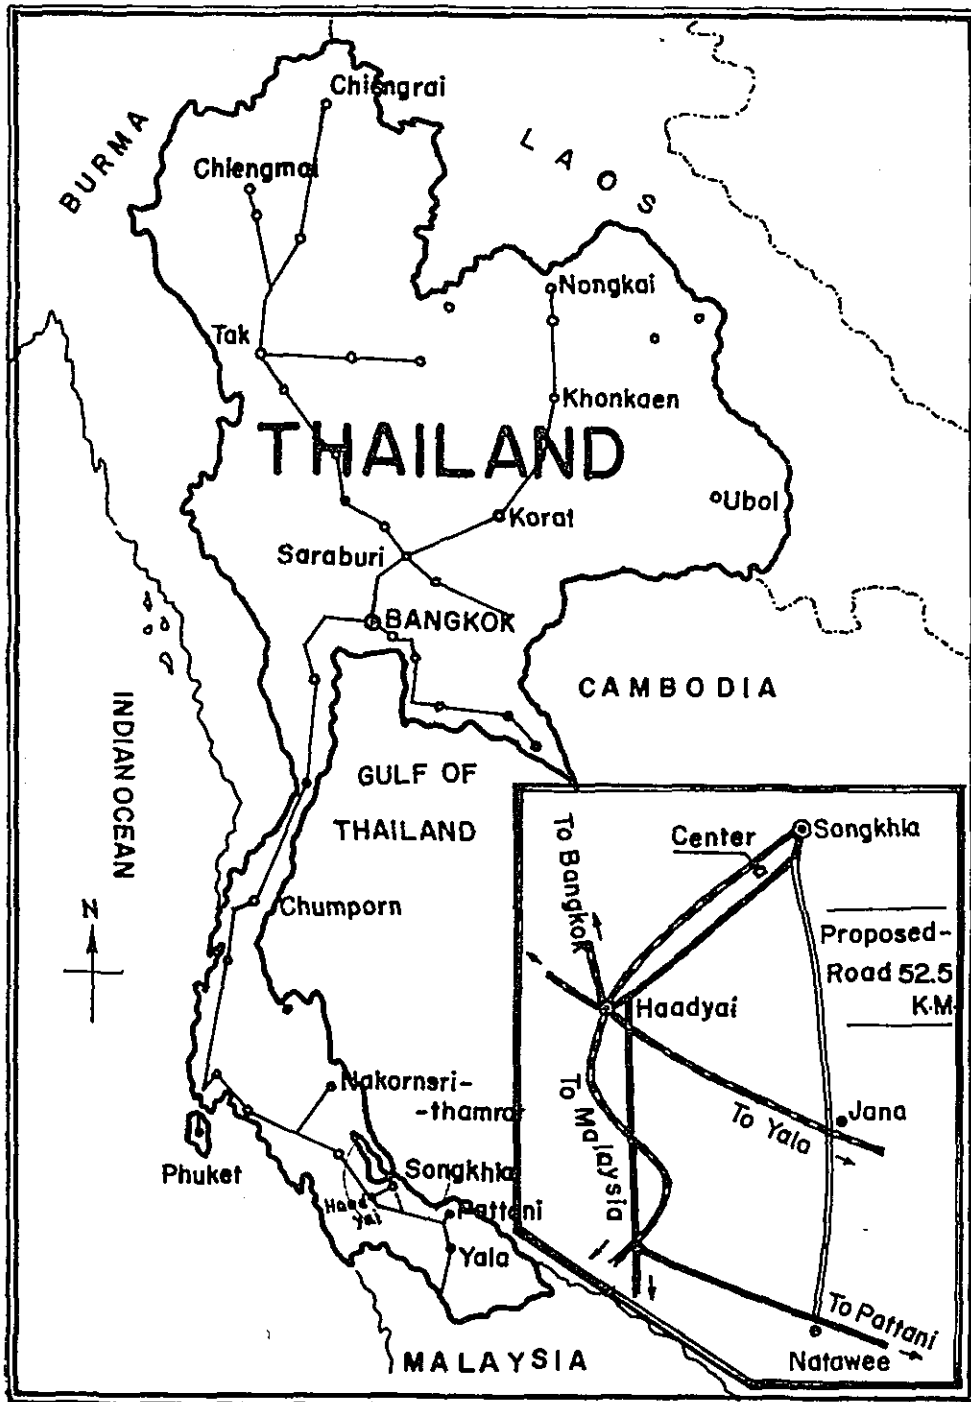 Chiengrai
BURMA
LAOS
Chiengmai
Nongkai
Tak
Khonkaen
THAILAND
Ubol
Korat
Saraburi
BANGKOK
CAMBODIA
INDIAN OCEAN
GULF OF
THAILAND
Chumporn
N
Nakornsri-
-thamrat
Phuket
Songkhla
Haad
yai
Pattani
Yala
MALAYSIA
Songkhla
Center
To Bangkok
Proposed-
Road 52.5
K.M.
Haadyai
Jana
To Yala
To Malaysia
To Pattani
Natawee